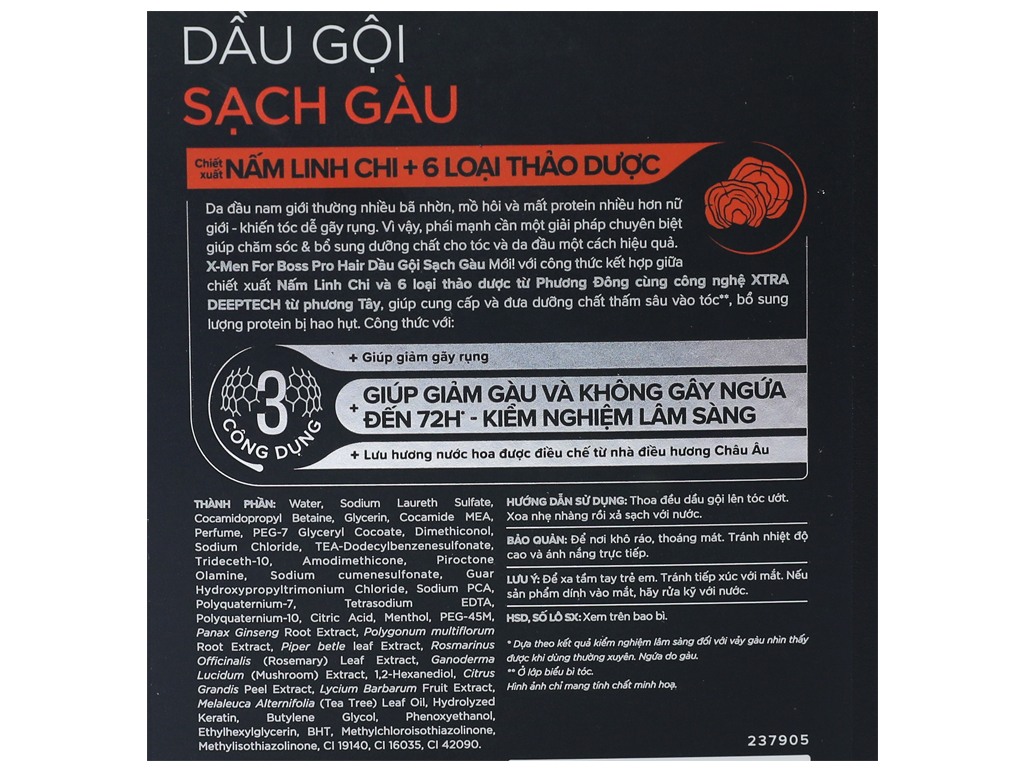 DẦU GỘI
SẠCH GÀU
Chiết
xuất NẤM LINH CHI + 6 LOẠI THẢO DƯỢC
Da đầu nam giới thường nhiều bã nhờn, mồ hôi và mất protein nhiều hơn nữ
giới - khiến tóc dễ gãy rụng. Vì vậy, phái mạnh cần một giải pháp chuyên biệt
giúp chăm sóc & bổ sung dưỡng chất cho tóc và da đầu một cách hiệu quả.
X-Men For Boss Pro Hair Dầu Gội Sạch Gàu Mới! với công thức kết hợp giữa
chiết xuất Nấm Linh Chi và 6 loại thảo dược từ Phương Đông cùng công nghệ XTRA
DEEPTECH từ phương Tây, giúp cung cấp và đưa dưỡng chất thấm sâu vào tóc**, bổ sung
lượng protein bị hao hụt. Công thức với:
3
CÔNG DỤNG
+ Giúp giảm gãy rụng
+ GIÚP GIẢM GÀU VÀ KHÔNG GÂY NGỨA
ĐẾN 72H* - KIỂM NGHIỆM LÂM SÀNG
+ Lưu hương nước hoa được điều chế từ nhà điều hương Châu Âu
THÀNH PHẦN: Water, Sodium Laureth Sulfate,
Cocamidopropyl Betaine, Glycerin, Cocamide MEA,
Perfume, PEG-7 Glyceryl Cocoate, Dimethiconol,
Sodium Chloride, TEA-Dodecylbenzenesulfonate,
Trideceth-10, Amodimethicone, Piroctone
Olamine, Sodium cumenesulfonate, Guar
Hydroxypropyltrimonium Chloride, Sodium PCA,
Polyquaternium-7, Tetrasodium EDTA,
Polyquaternium-10, Citric Acid, Menthol, PEG-45M,
Panax Ginseng Root Extract, Polygonum multiflorum
Root Extract, Piper betle leaf Extract, Rosmarinus
Officinalis (Rosemary) Leaf Extract, Ganoderma
Lucidum (Mushroom) Extract, 1,2-Hexanediol, Citrus
Grandis Peel Extract, Lycium Barbarum Fruit Extract,
Melaleuca Alternifolia (Tea Tree) Leaf Oil, Hydrolyzed
Keratin, Butylene Glycol, Phenoxyethanol,
Ethylhexylglycerin, BHT, Methylchloroisothiazolinone,
Methylisothiazolinone, CI 19140, CI 16035, CI 42090.
HƯỚNG DẪN SỬ DỤNG: Thoa đều dầu gội lên tóc ướt.
Xoa nhẹ nhàng rồi xả sạch với nước.
BẢO QUẢN: Để nơi khô ráo, thoáng mát. Tránh nhiệt độ
cao và ánh nắng trực tiếp.
LƯU Ý: Để xa tầm tay trẻ em. Tránh tiếp xúc với mắt. Nếu
sản phẩm dính vào mắt, hãy rửa kỹ với nước.
HSD, SỐ LÔ SX: Xem trên bao bì.
* Dựa theo kết quả kiểm nghiệm lâm sàng đối với vảy gàu nhìn thấy
được khi dùng thường xuyên. Ngứa do gàu.
** Ở lớp biểu bì tóc.
Hình ảnh chỉ mang tính chất minh hoạ.
237905